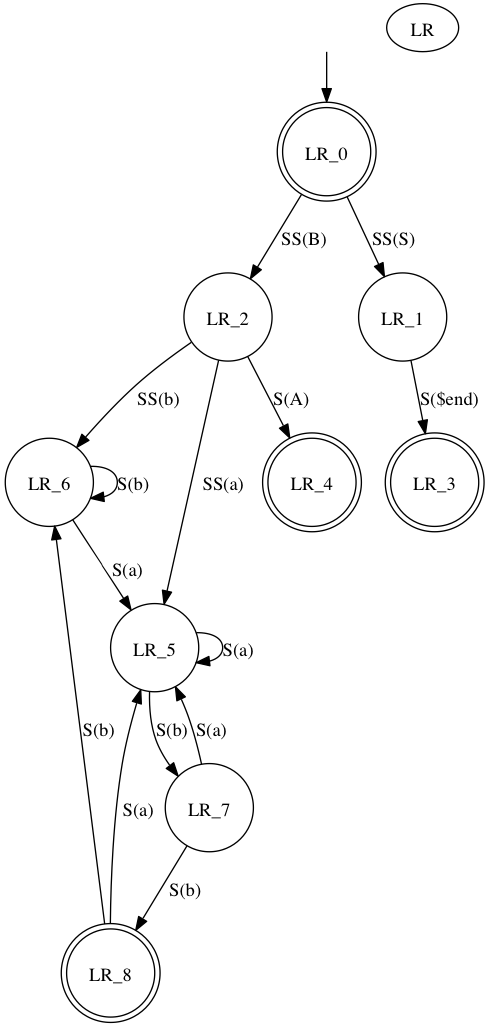 LR
LR_0
SS(B)
SS(S)
LR_2
LR_1
SS(b)
S(A)
S($end)
LR_6
S(b)
SS(a)
LR_4
LR_3
S(a)
LR_5
S(a)
S(b)
S(b)
S(a)
S(a)
LR_7
S(b)
LR_8